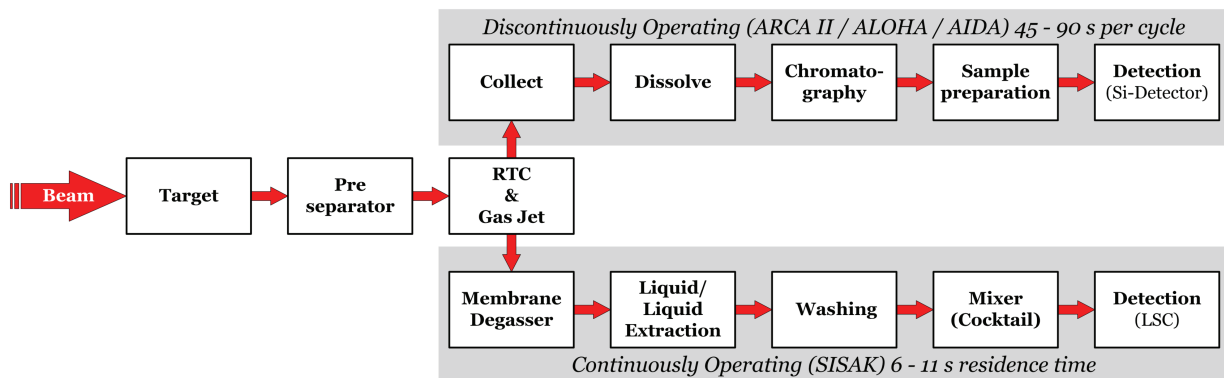 Discontinuously Operating (ARCA II / ALOHA / AIDA) 45 - 90 s per cycle
Collect
Dissolve
Chromato-
graphy
Sample
preparation
Detection
(Si-Detector)
Beam
Target
Pre
separator
RTC
&
Gas Jet
Membrane
Degasser
Liquid/
Liquid
Extraction
Washing
Mixer
(Cocktail)
Detection
(LSC)
Continuously Operating (SISAK) 6 - 11 s residence time